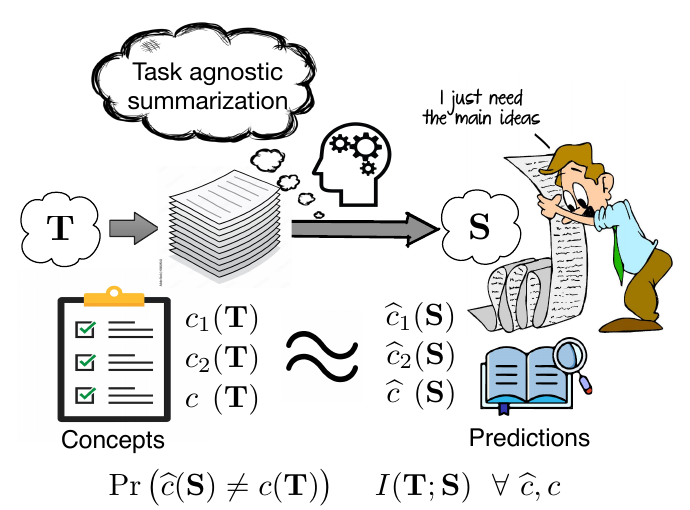 Task agnostic
summarization
I just need
the main ideas
T
S
c₁(T)
c₂(T)
c (T)
≈
ĉ₁(S)
ĉ₂(S)
ĉ (S)
Concepts
Predictions
Pr (ĉ(S) ≠ c(T)) I(T; S) ∀ ĉ, c